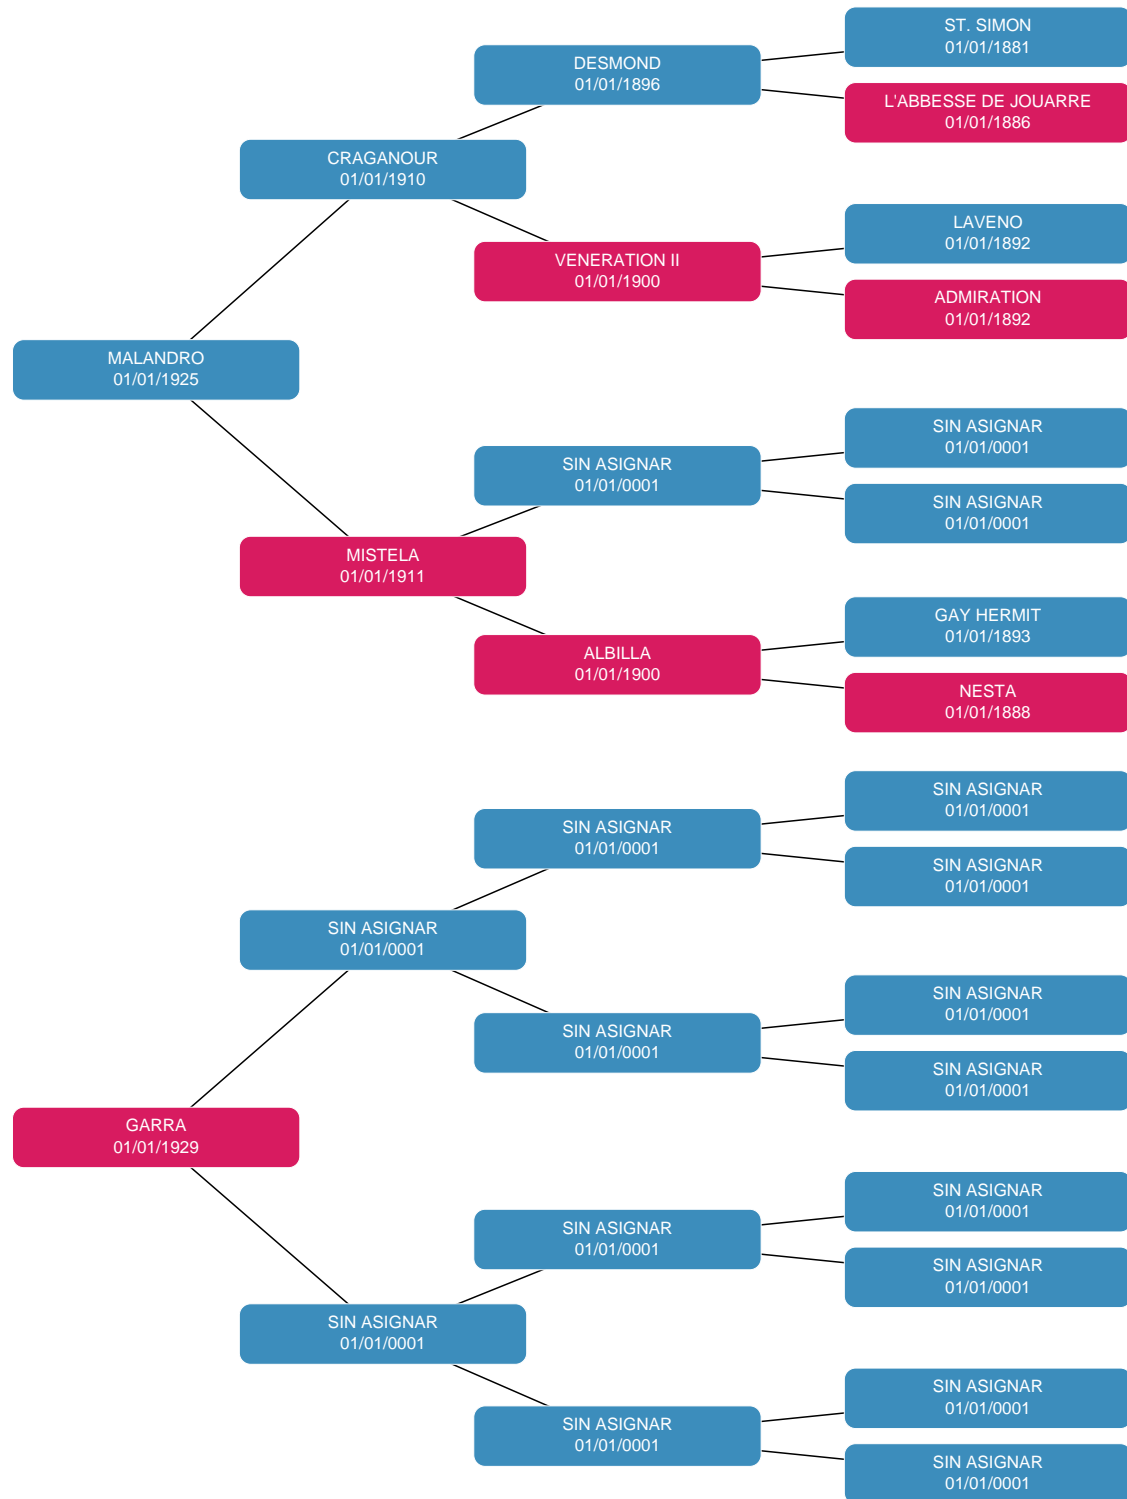 ST. SIMON
01/01/1881
DESMOND
01/01/1896
L'ABBESSE DE JOUARRE
01/01/1886
CRAGANOUR
01/01/1910
LAVENO
01/01/1892
VENERATION II
01/01/1900
ADMIRATION
01/01/1892
MALANDRO
01/01/1925
SIN ASIGNAR
01/01/0001
SIN ASIGNAR
01/01/0001
SIN ASIGNAR
01/01/0001
MISTELA
01/01/1911
GAY HERMIT
01/01/1893
ALBILLA
01/01/1900
NESTA
01/01/1888
SIN ASIGNAR
01/01/0001
SIN ASIGNAR
01/01/0001
SIN ASIGNAR
01/01/0001
SIN ASIGNAR
01/01/0001
SIN ASIGNAR
01/01/0001
SIN ASIGNAR
01/01/0001
SIN ASIGNAR
01/01/0001
GARRA
01/01/1929
SIN ASIGNAR
01/01/0001
SIN ASIGNAR
01/01/0001
SIN ASIGNAR
01/01/0001
SIN ASIGNAR
01/01/0001
SIN ASIGNAR
01/01/0001
SIN ASIGNAR
01/01/0001
SIN ASIGNAR
01/01/0001